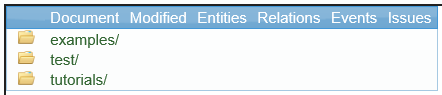 Document Modified Entities Relations Events Issues
examples/
test/
tutorials/